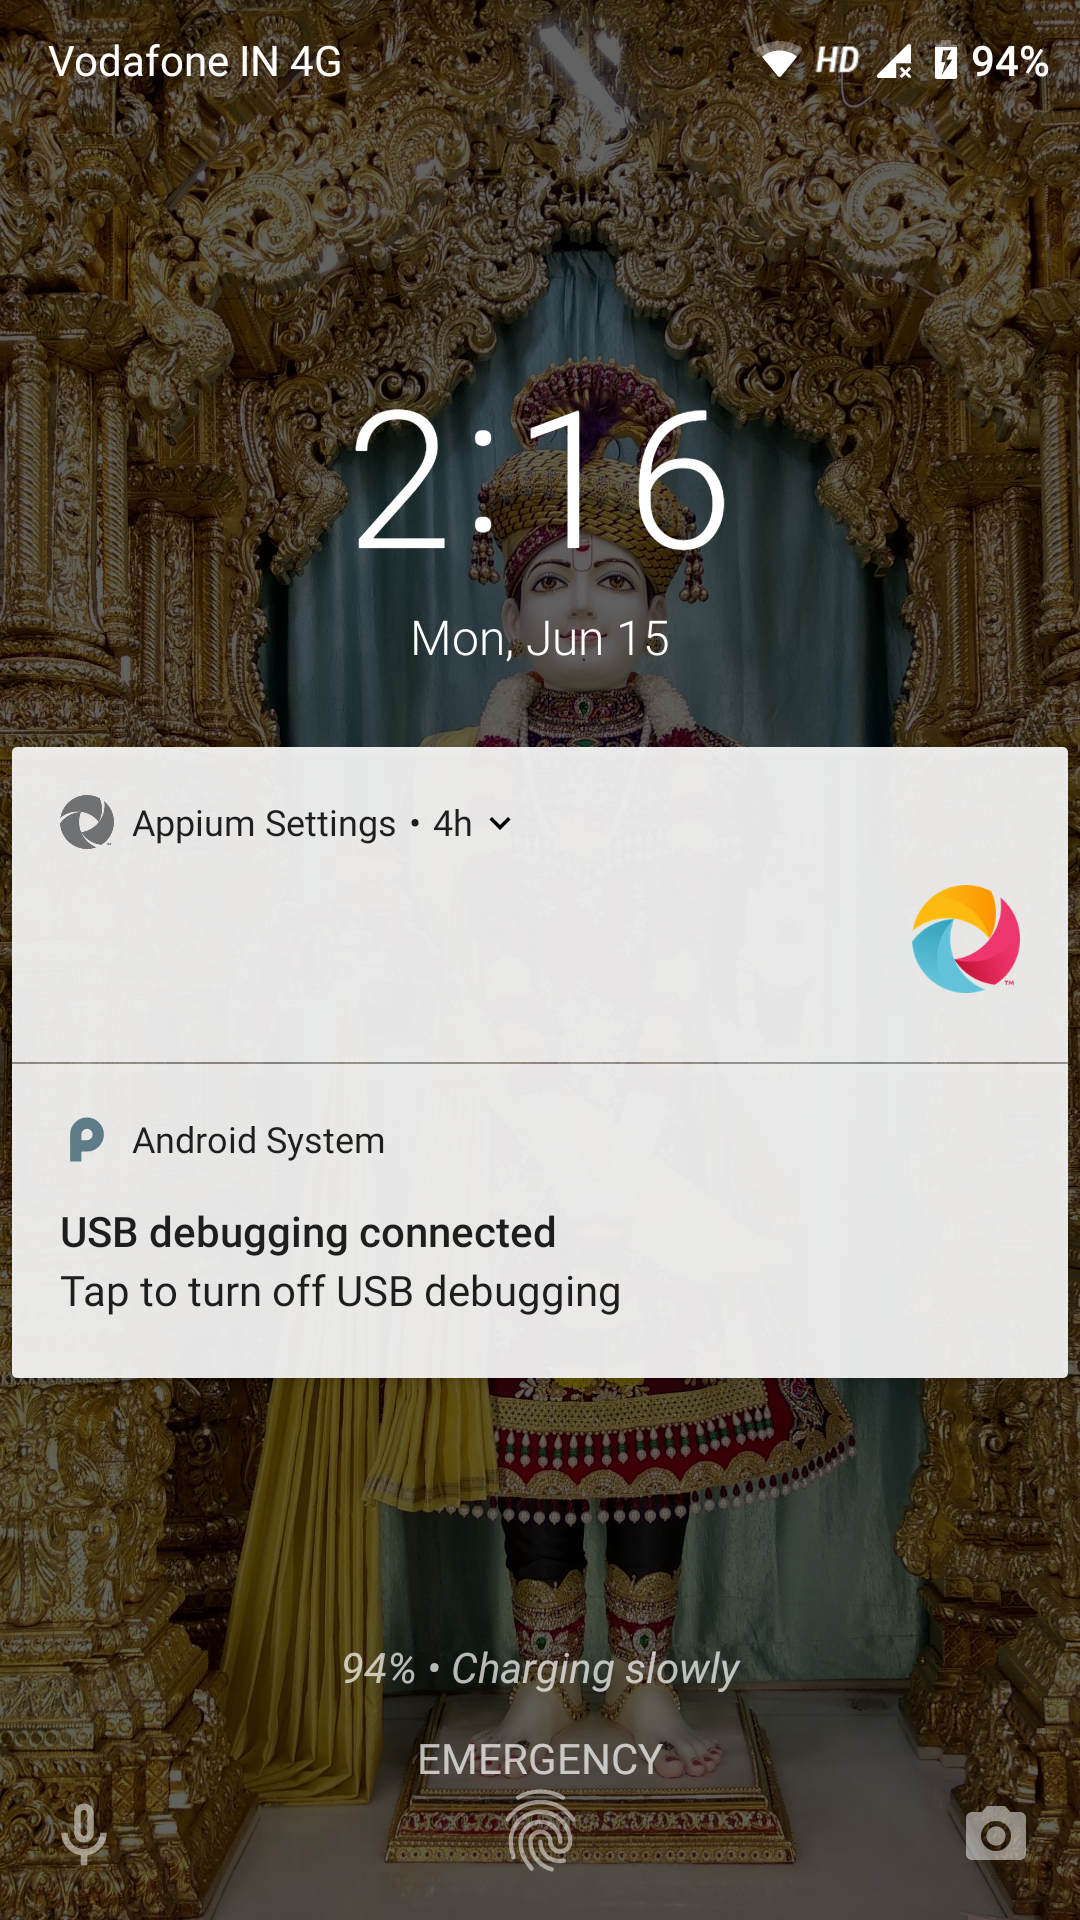 Vodafone IN 4G HD 94%
2:16
Mon, Jun 15
Appium Settings • 4h
TM
Android System
USB debugging connected
Tap to turn off USB debugging
94% • Charging slowly
EMERGENCY